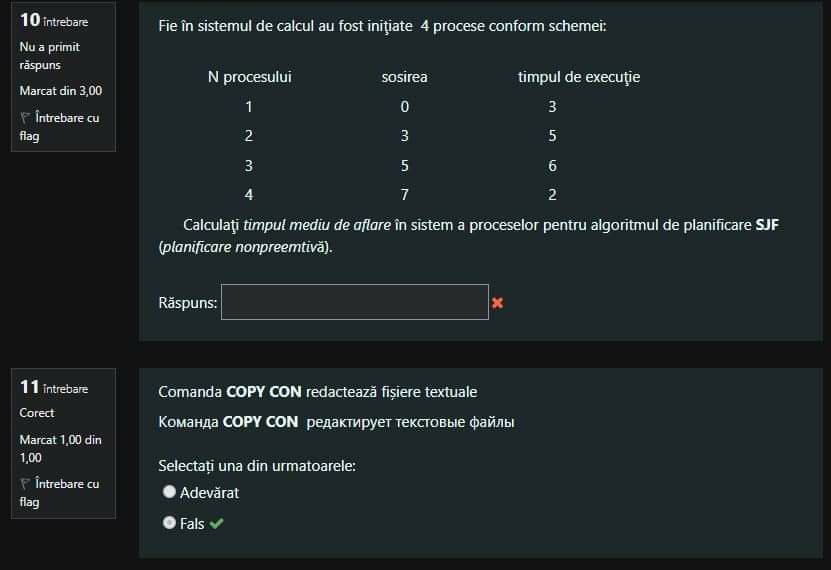 10 Întrebare
Nu a primit
răspuns
Marcat din 3,00
Întrebare cu
flag
Fie în sistemul de calcul au fost iniţiate 4 procese conform schemei:
N procesului sosirea timpul de execuţie
1 0 3
2 3 5
3 5 6
4 7 2
Calculaţi timpul mediu de aflare în sistem a proceselor pentru algoritmul de planificare SJF
(planificare nonpreemtivă).
Răspuns:
11 Întrebare
Corect
Marcat 1,00 din
1,00
Întrebare cu
flag
Comanda COPY CON redactează fișiere textuale
Команда COPY CON редактирует текстовые файлы
Selectați una din urmatoarele:
Adevărat
Fals